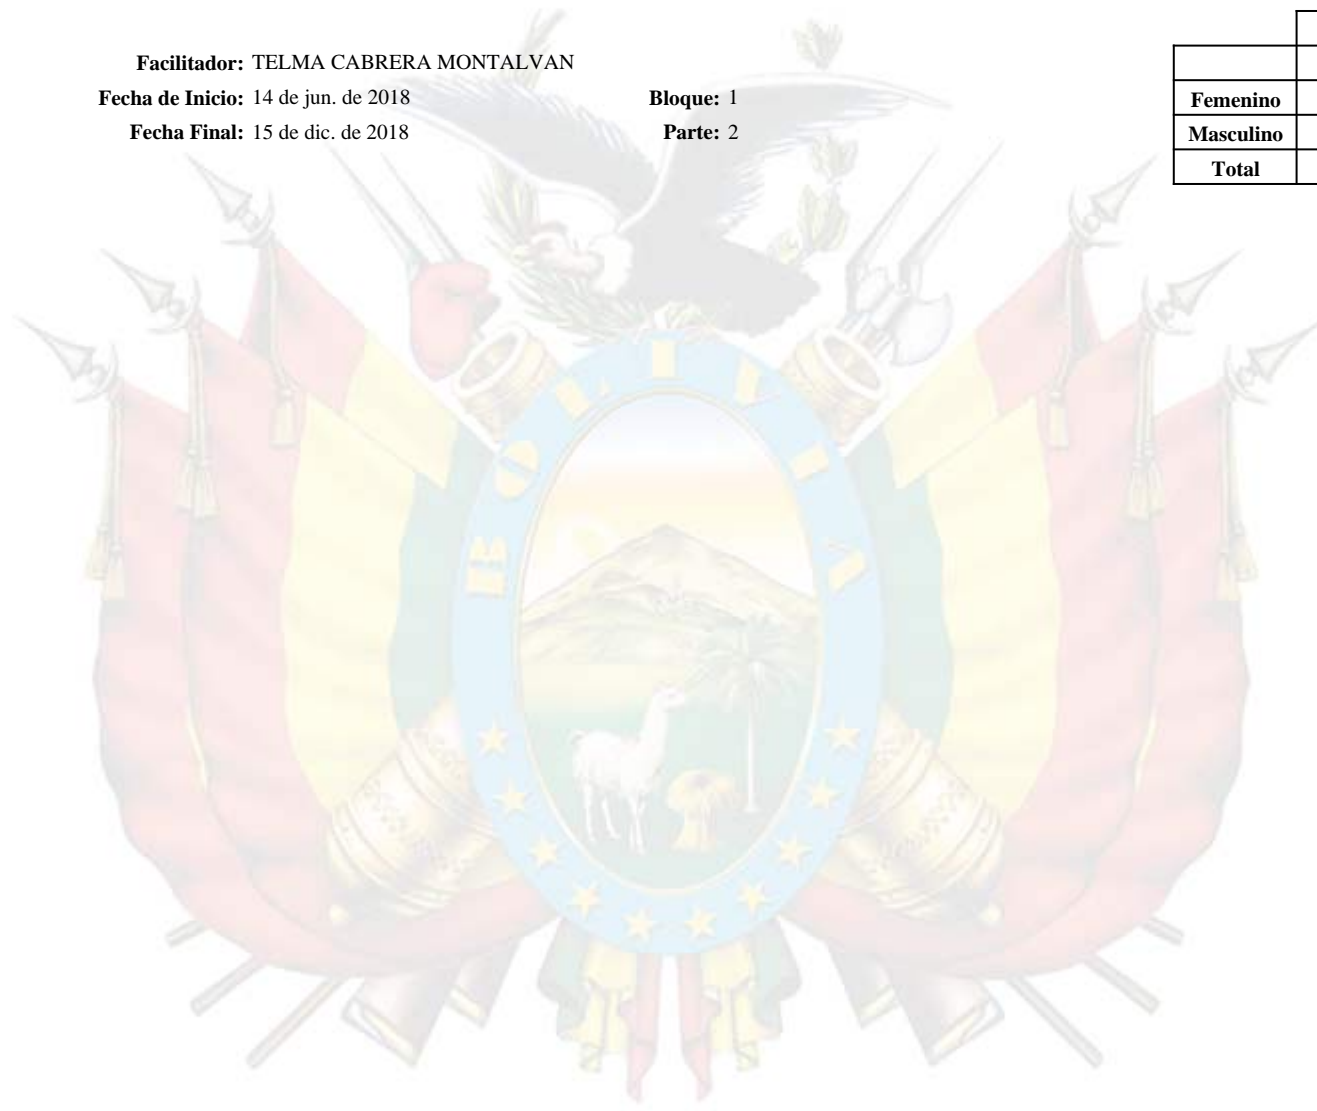 Facilitador: TELMA CABRERA MONTALVAN
Fecha de Inicio: 14 de jun. de 2018 Bloque: 1
Fecha Final: 15 de dic. de 2018 Parte: 2
Femenino
Masculino
Total
BOLIVIA